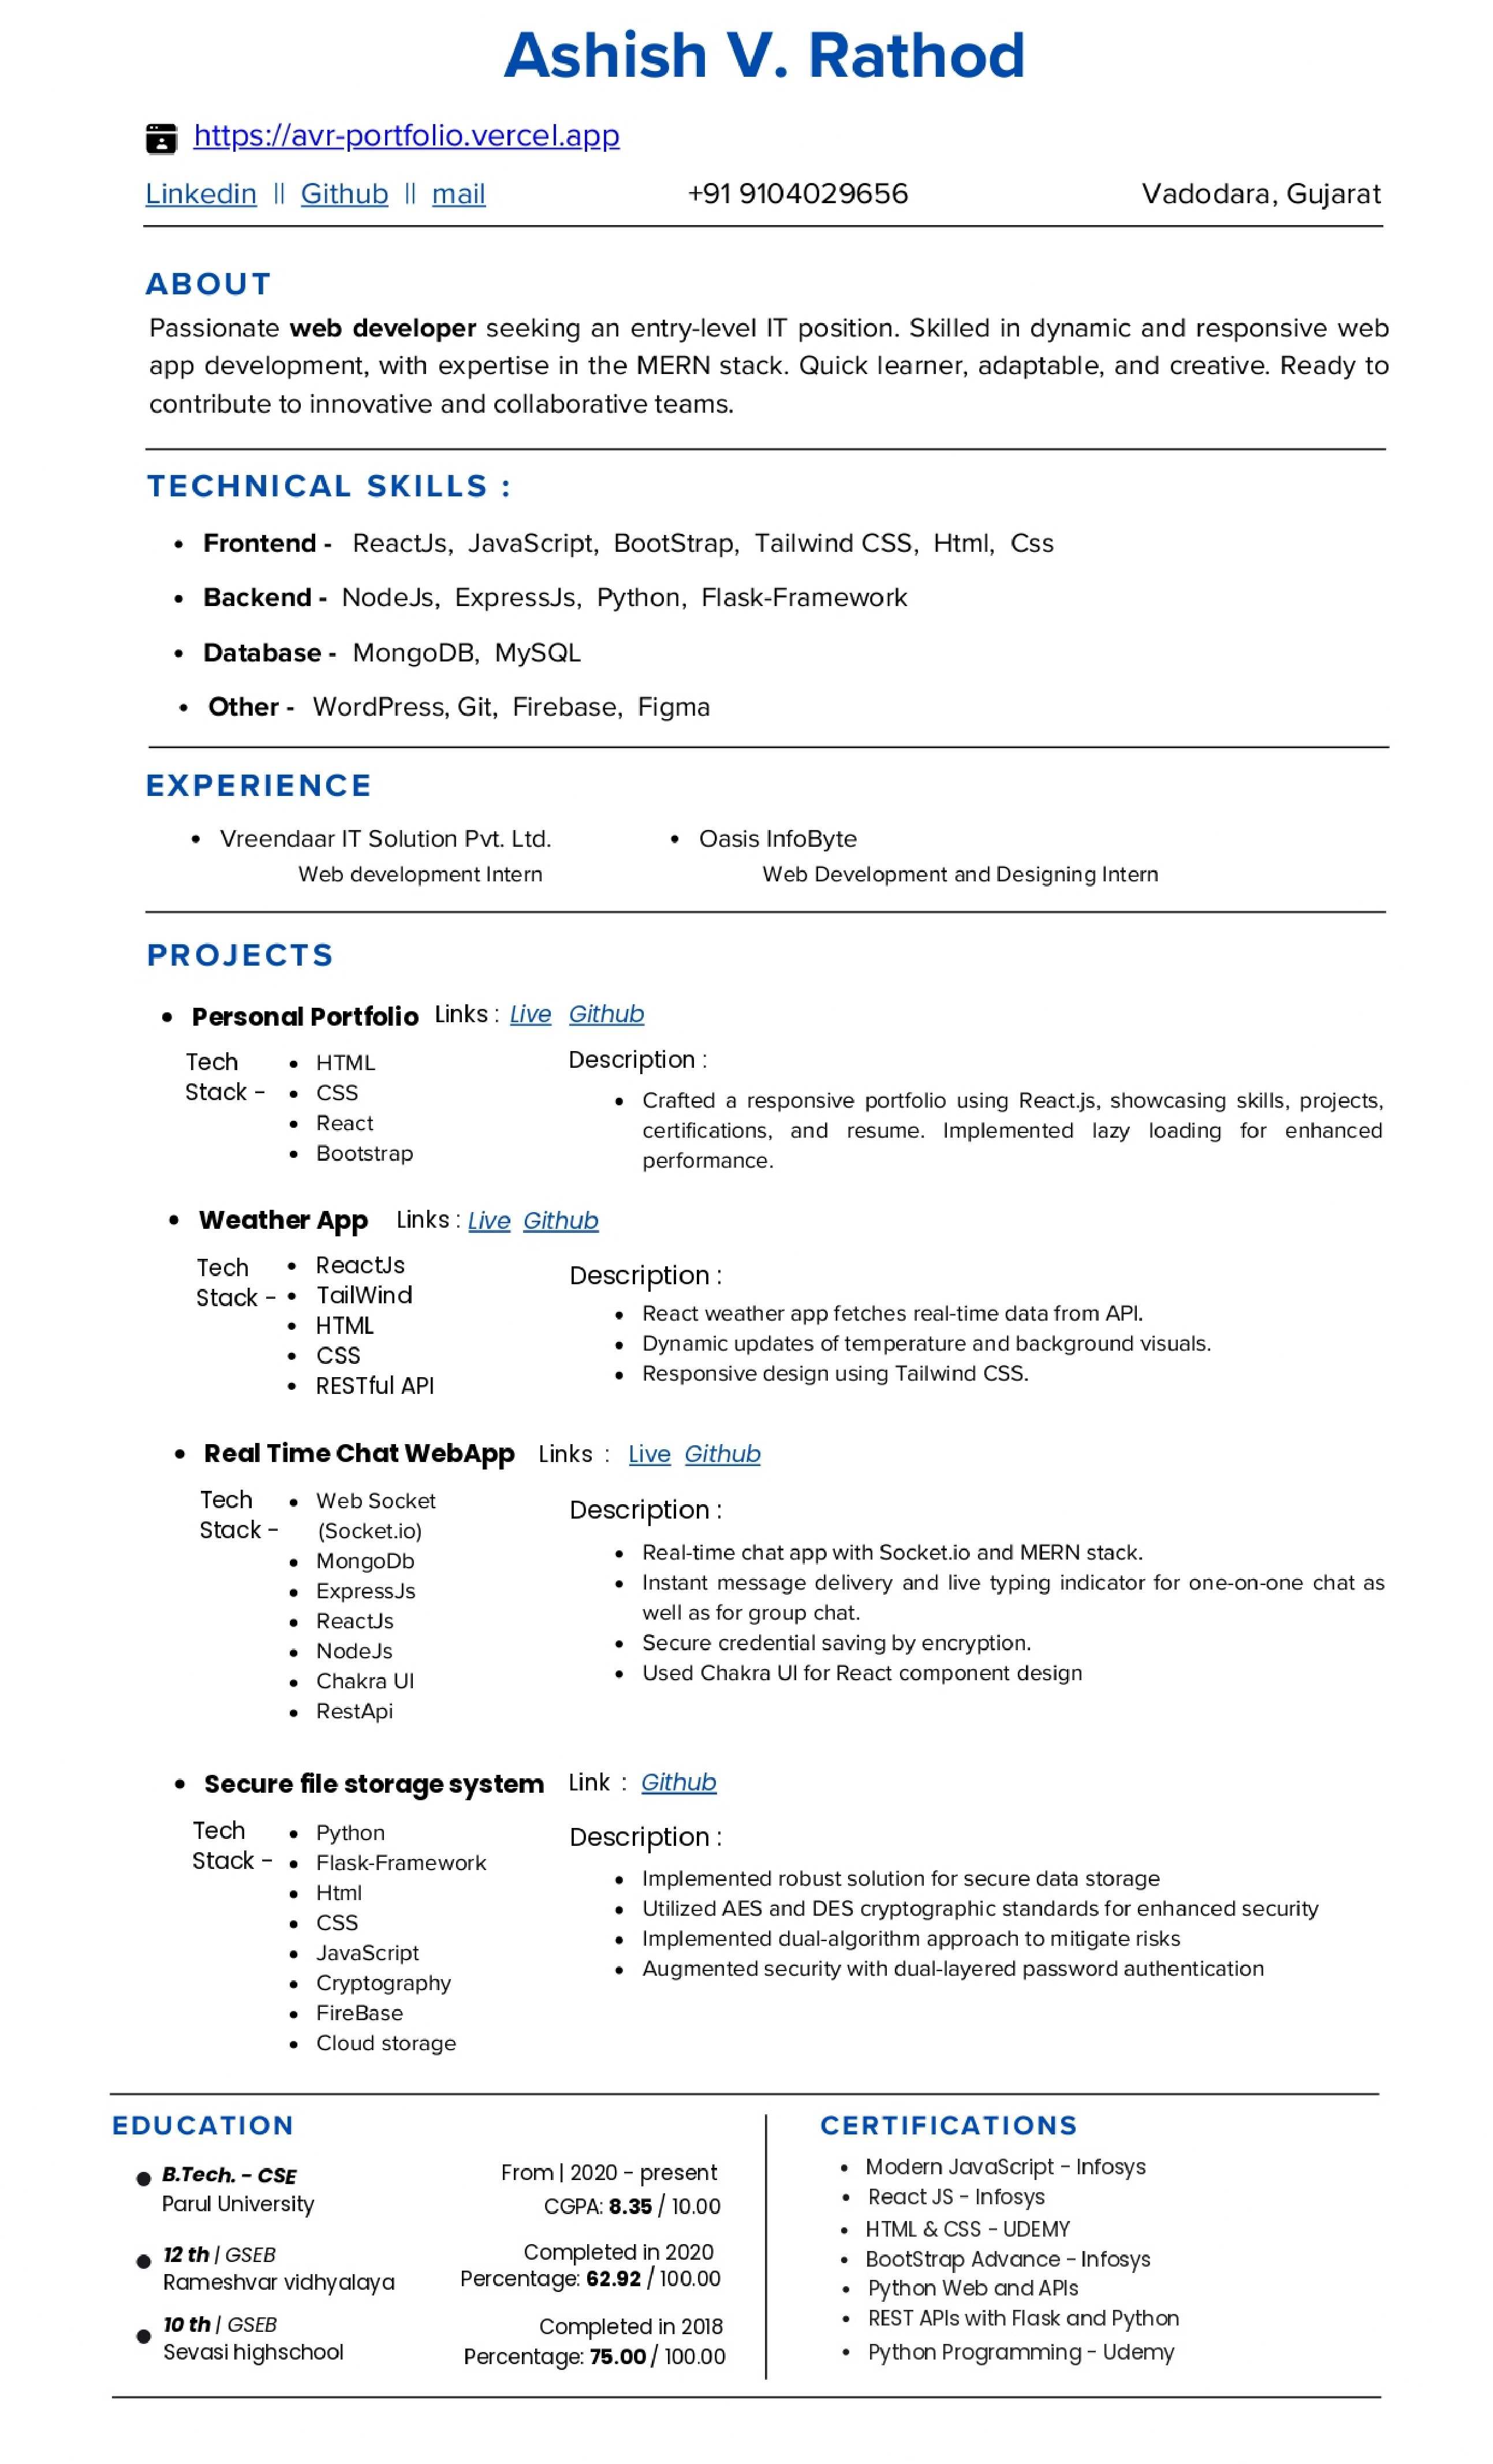 Ashish V. Rathod
https://avr-portfolio.vercel.app
Linkedin || Github || mail +91 9104029656 Vadodara, Gujarat
ABOUT
Passionate web developer seeking an entry-level IT position. Skilled in dynamic and responsive web
app development, with expertise in the MERN stack. Quick learner, adaptable, and creative. Ready to
contribute to innovative and collaborative teams.
TECHNICAL SKILLS :
• Frontend - ReactJs, JavaScript, BootStrap, Tailwind CSS, Html, Css
• Backend - NodeJs, ExpressJs, Python, Flask-Framework
• Database - MongoDB, MySQL
• Other - WordPress, Git, Firebase, Figma
EXPERIENCE
• Vreendaar IT Solution Pvt. Ltd.
Web development Intern
• Oasis InfoByte
Web Development and Designing Intern
PROJECTS
• Personal Portfolio Links : Live Github
Tech
Stack -
• HTML
• CSS
• React
• Bootstrap
Description :
• Crafted a responsive portfolio using React.js, showcasing skills, projects,
certifications, and resume. Implemented lazy loading for enhanced
performance.
• Weather App Links : Live Github
Tech
Stack -
• ReactJs
• TailWind
• HTML
• CSS
• RESTful API
Description :
• React weather app fetches real-time data from API.
• Dynamic updates of temperature and background visuals.
• Responsive design using Tailwind CSS.
• Real Time Chat WebApp Links : Live Github
Tech
Stack -
• Web Socket
(Socket.io)
• MongoDb
• ExpressJs
• ReactJs
• NodeJs
• Chakra UI
• RestApi
Description :
• Real-time chat app with Socket.io and MERN stack.
• Instant message delivery and live typing indicator for one-on-one chat as
well as for group chat.
• Secure credential saving by encryption.
• Used Chakra UI for React component design
• Secure file storage system Link : Github
Tech
Stack -
• Python
• Flask-Framework
• Html
• CSS
• JavaScript
• Cryptography
• FireBase
• Cloud storage
Description :
• Implemented robust solution for secure data storage
• Utilized AES and DES cryptographic standards for enhanced security
• Implemented dual-algorithm approach to mitigate risks
• Augmented security with dual-layered password authentication
EDUCATION
• B.Tech. - CSE From | 2020 - present
Parul University CGPA: 8.35 / 10.00
• 12 th | GSEB Completed in 2020
Rameshvar vidhyalaya Percentage: 62.92 / 100.00
• 10 th | GSEB Completed in 2018
Sevasi highschool Percentage: 75.00 / 100.00
CERTIFICATIONS
• Modern JavaScript - Infosys
• React JS - Infosys
• HTML & CSS - UDEMY
• BootStrap Advance - Infosys
• Python Web and APIs
• REST APIs with Flask and Python
• Python Programming - Udemy